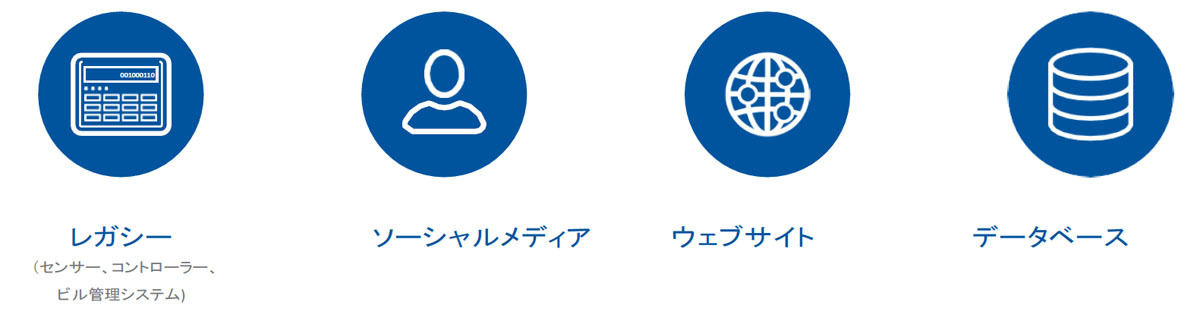 001000110
レガシー
(センサー、コントローラー、
ビル管理システム)
ソーシャルメディア
ウェブサイト
データベース